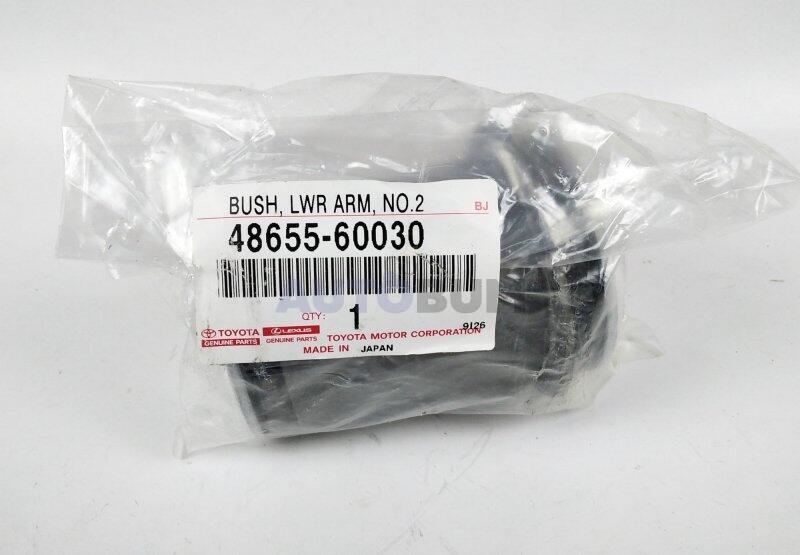 BUSH, LWR ARM, NO.2 BJ
48655-60030
AUTOBUFO
QTY: 1
9126
TOYOTA LEXUS TOYOTA MOTOR CORPORATION
GENUINE PARTS GENUINE PARTS
MADE IN JAPAN